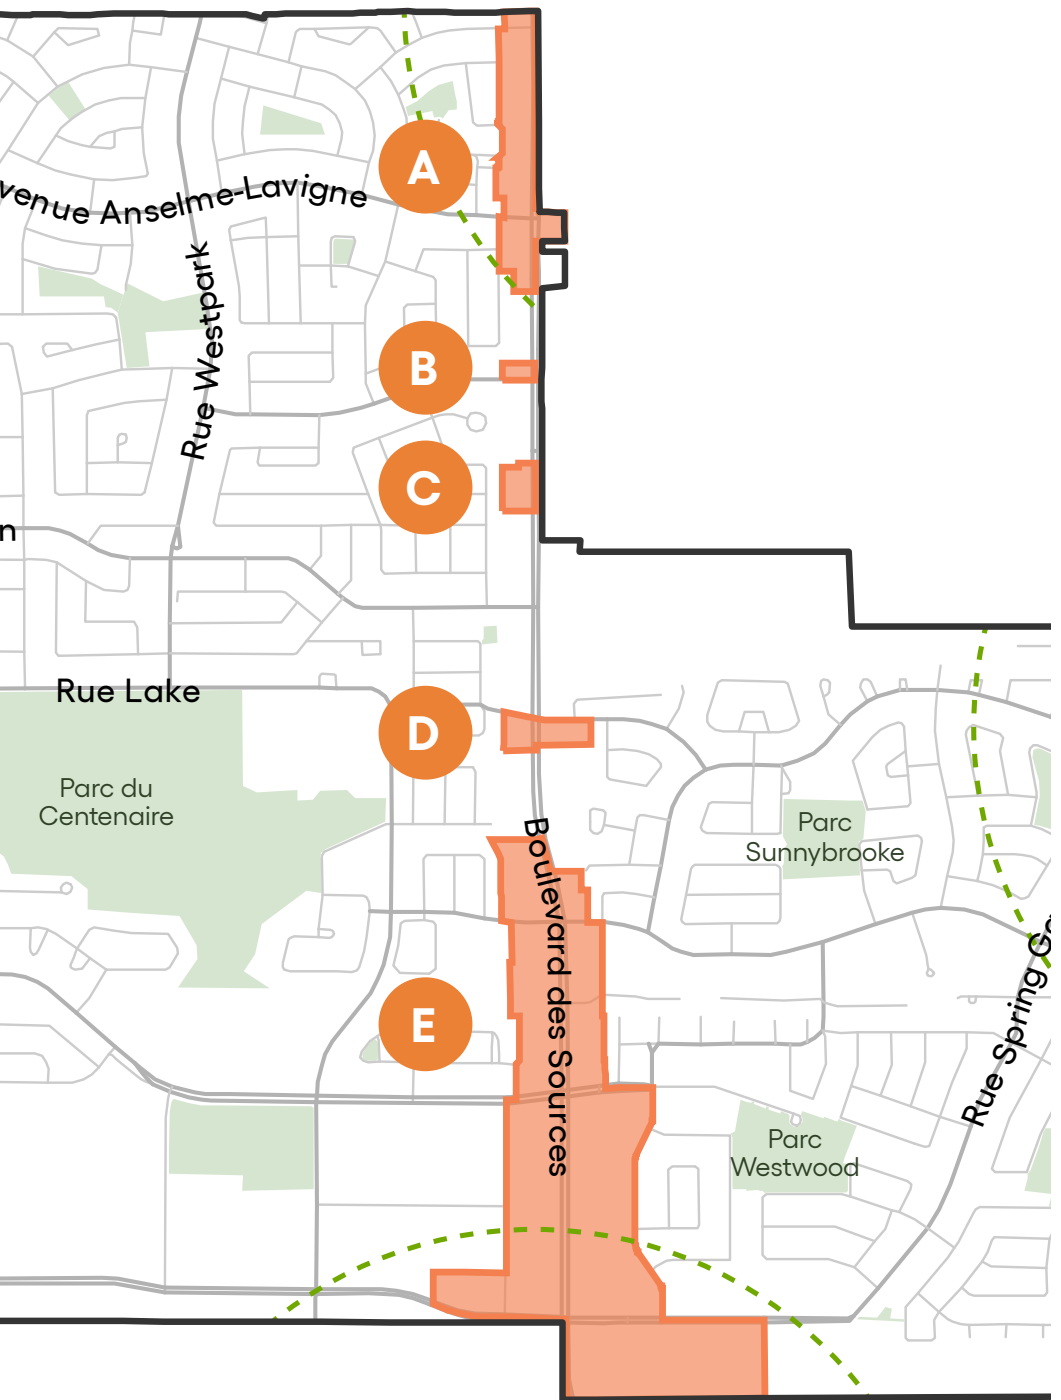 A
venue Anselme-Lavigne
Rue Westpark
B
C
n
Rue Lake
D
Parc du
Centenaire
Parc
Sunnybrooke
Boulevard des Sources
E
Rue Spring Ga
Parc
Westwood